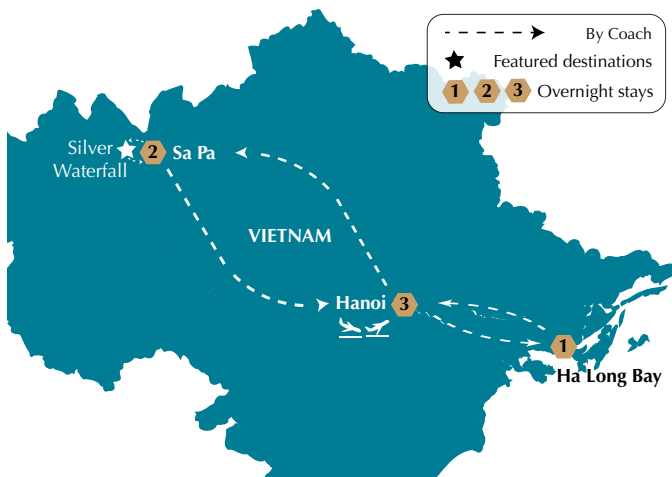 By Coach
Featured destinations
1 2 3 Overnight stays
Silver
Waterfall
2 Sa Pa
VIETNAM
Hanoi 3
1
Ha Long Bay